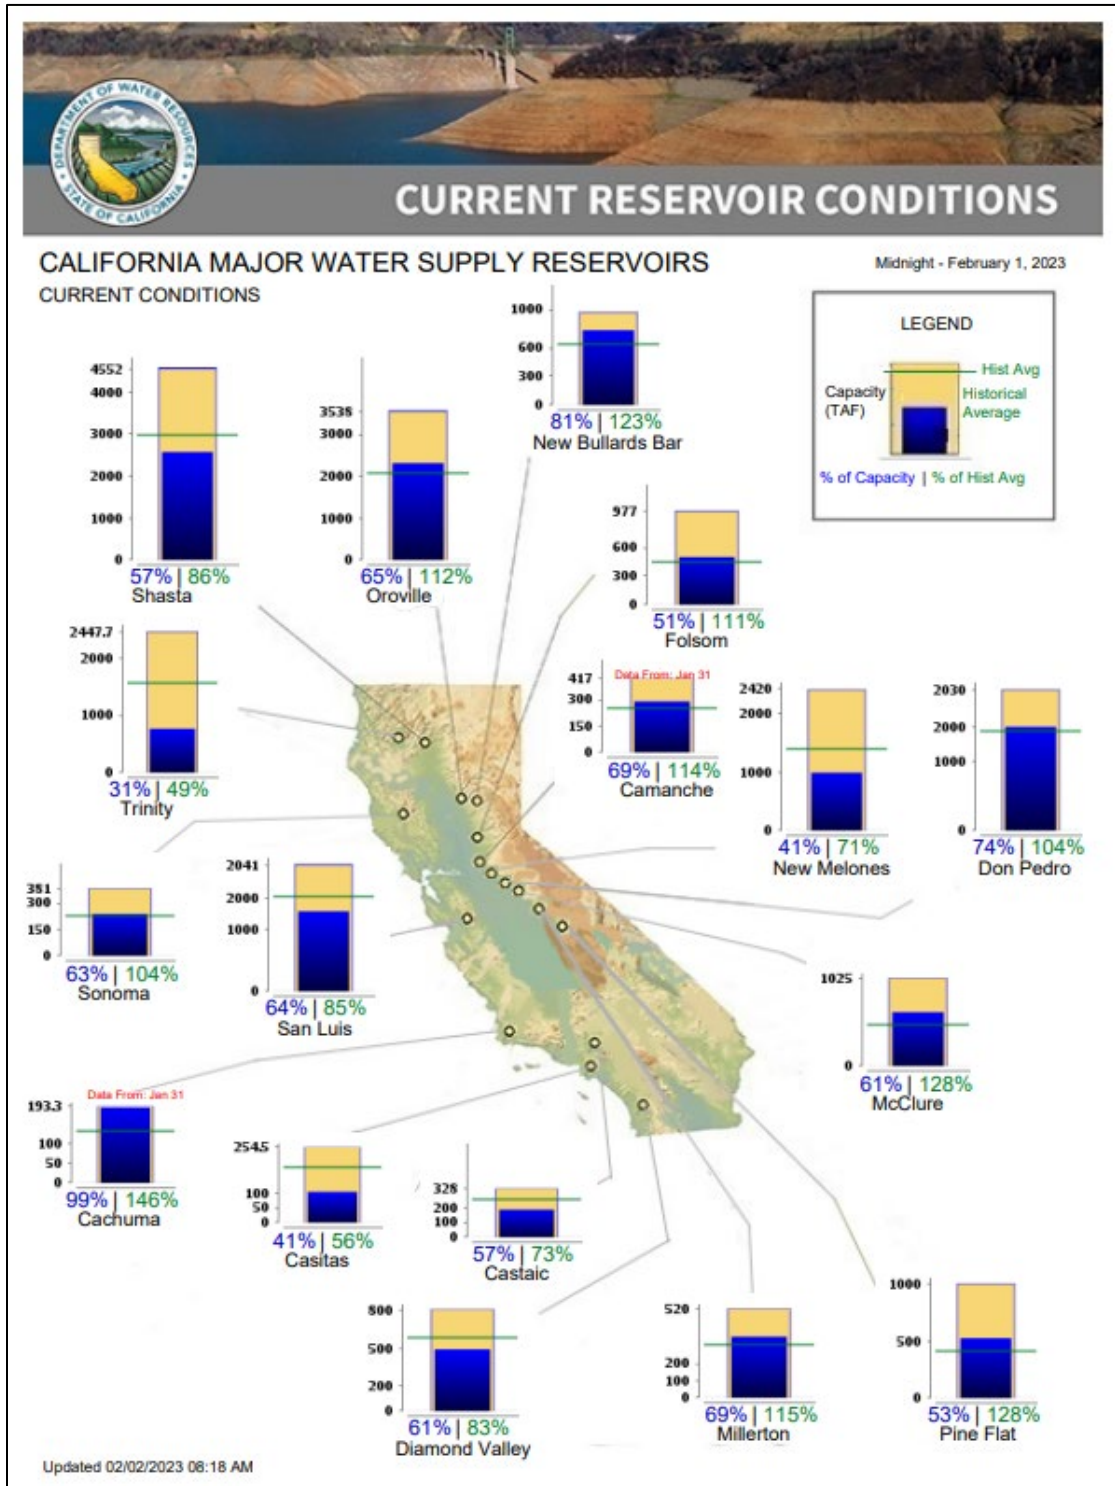 DEPARTMENT OF WATER RESOURCES
STATE OF CALIFORNIA
CURRENT RESERVOIR CONDITIONS
CALIFORNIA MAJOR WATER SUPPLY RESERVOIRS
Midnight - February 1, 2023
CURRENT CONDITIONS
LEGEND
Hist Avg
Capacity
(TAF)
Historical
Average
% of Capacity | % of Hist Avg
1000
600
300
0
81% | 123%
New Bullards Bar
4552
4000
3000
2000
1000
0
57% | 86%
Shasta
3538
3000
2000
1000
0
65% | 112%
Oroville
977
600
300
0
51% | 111%
Folsom
2447.7
2000
1000
0
31% | 49%
Trinity
Data From: Jan 31
417
300
150
0
69% | 114%
Camanche
2420
2000
1000
0
41% | 71%
New Melones
2030
2000
1000
0
74% | 104%
Don Pedro
381
300
150
0
63% | 104%
Sonoma
2041
2000
1000
0
64% | 85%
San Luis
1025
0
61% | 128%
McClure
Data From: Jan 31
193.3
100
50
0
99% | 146%
Cachuma
254.5
100
50
0
41% | 56%
Casitas
328
200
100
0
57% | 73%
Castaic
800
500
200
0
61% | 83%
Diamond Valley
520
200
100
0
69% | 115%
Millerton
1000
500
0
53% | 128%
Pine Flat
Updated 02/02/2023 08:18 AM